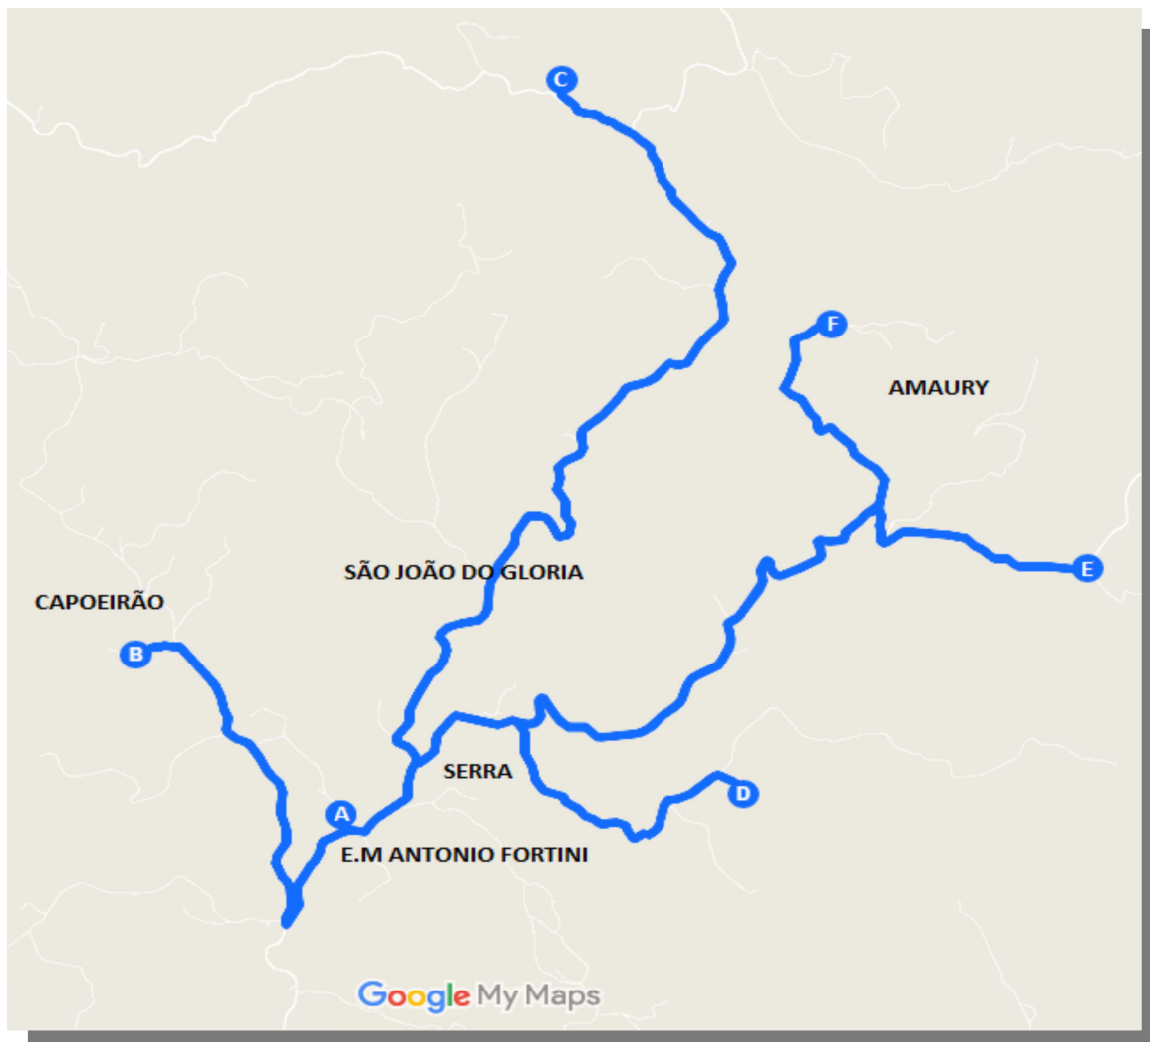 C
F
AMAURY
SÃO JOÃO DO GLORIA
E
CAPOEIRÃO
B
SERRA
D
A
E.M ANTONIO FORTINI
Google My Maps